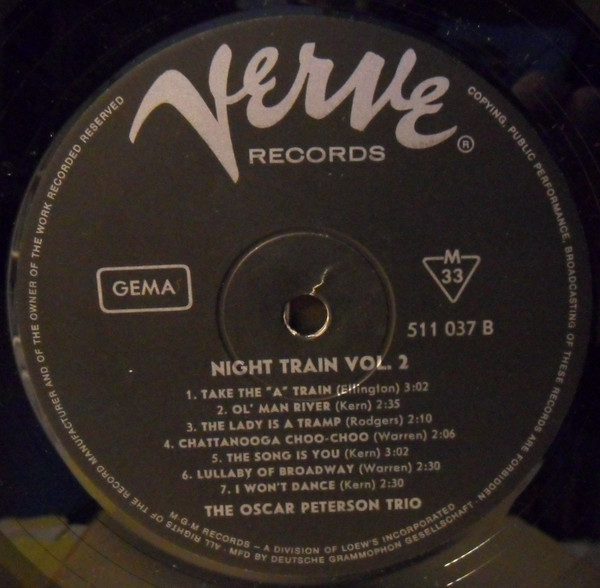 verve
®
RECORDS
GEMA
M
33
511 037 B
NIGHT TRAIN VOL. 2
1. TAKE THE "A" TRAIN (Ellington) 3:02
2. OL' MAN RIVER (Kern) 2:35
3. THE LADY IS A TRAMP (Rodgers) 2:10
4. CHATTANOOGA CHOO-CHOO (Warren) 2:06
5. THE SONG IS YOU (Kern) 3:02
6. LULLABY OF BROADWAY (Warren) 2:30
7. I WON'T DANCE (Kern) 2:30
THE OSCAR PETERSON TRIO
M.G.M RECORDS – A DIVISION OF LOEW'S INCORPORATED
· ALL RIGHTS OF THE RECORD MANUFACTURER AND OF THE OWNER OF THE WORK RECORDED RESERVED
COPYING, PUBLIC PERFORMANCE, BROADCASTING OF THESE RECORDS ARE FORBIDDEN.
MFD BY DEUTSCHE GRAMMOPHON GESELLSCHAFT.